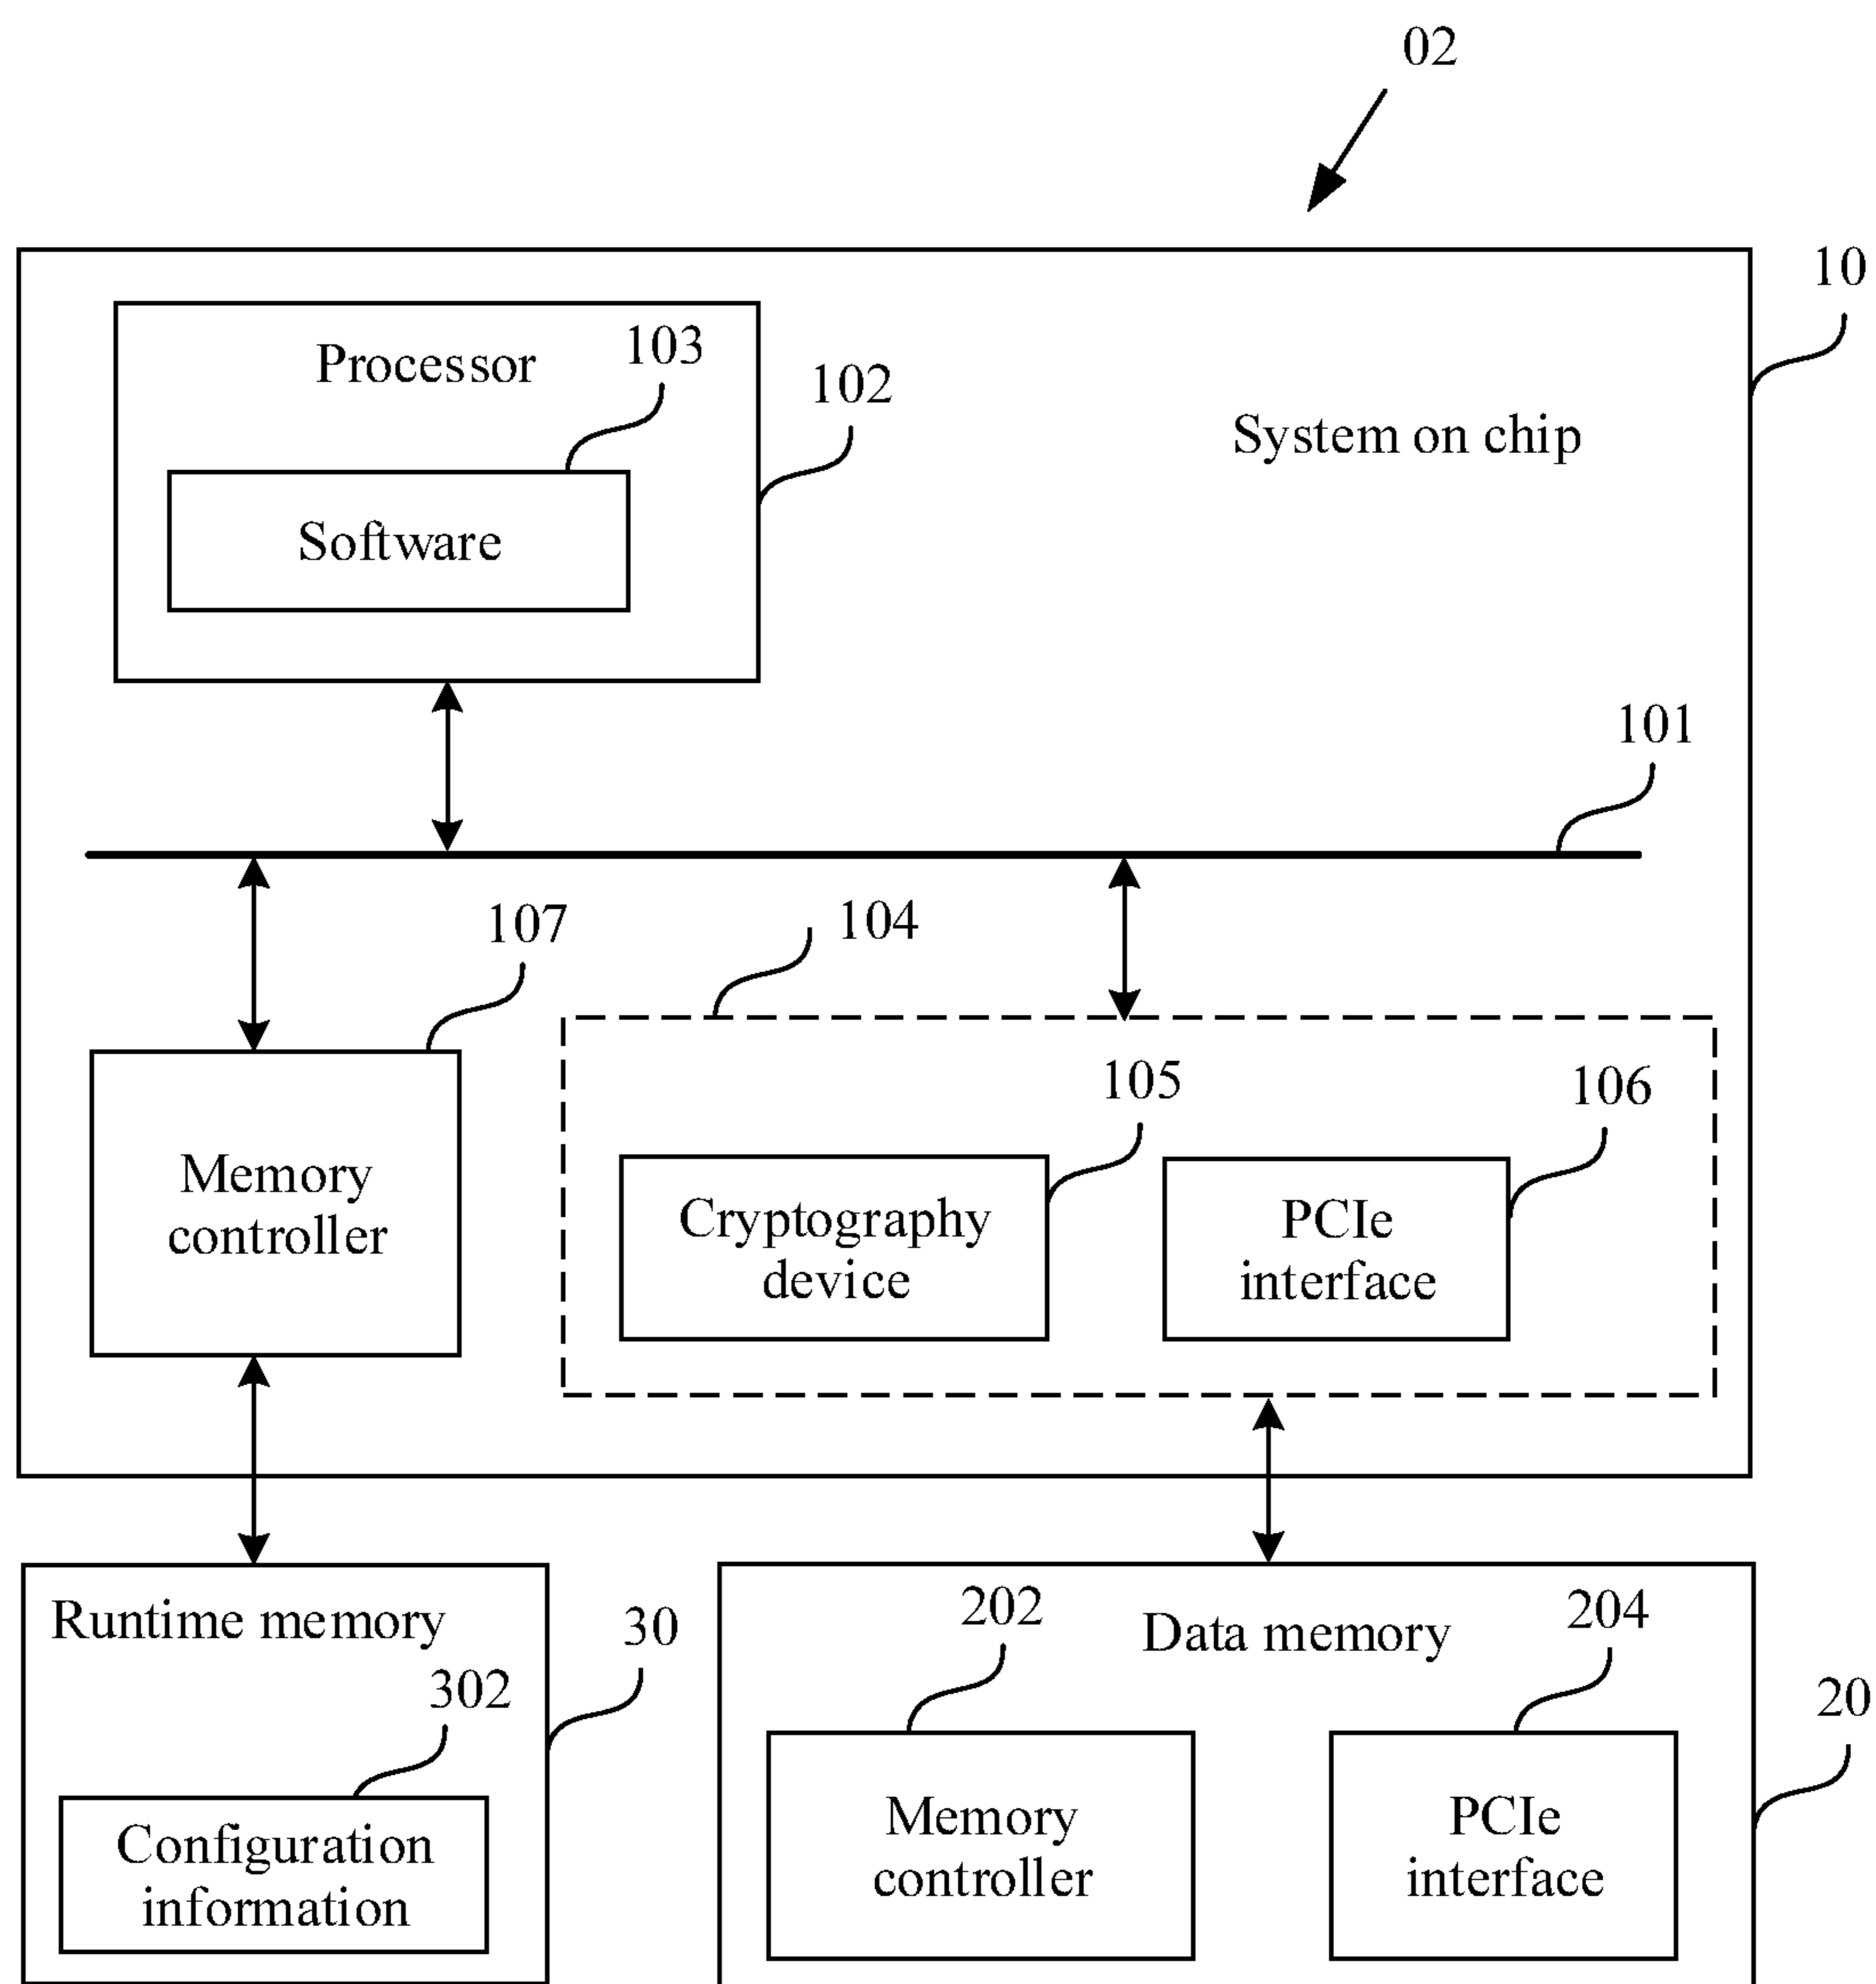 02
10
Processor
103
102
System on chip
Software
101
107
104
105
106
Memory
controller
Cryptography
device
PCIe
interface
Runtime memory
30
302
Configuration
information
202
Data memory
204
20
Memory
controller
PCIe
interface